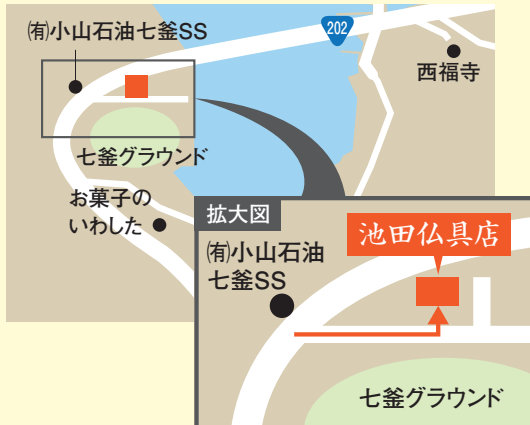 ㈲小山石油七釜SS
202
西福寺
七釜グラウンド
お菓子の
いわした
拡大図
池田仏具店
㈲小山石油
七釜SS
七釜グラウンド